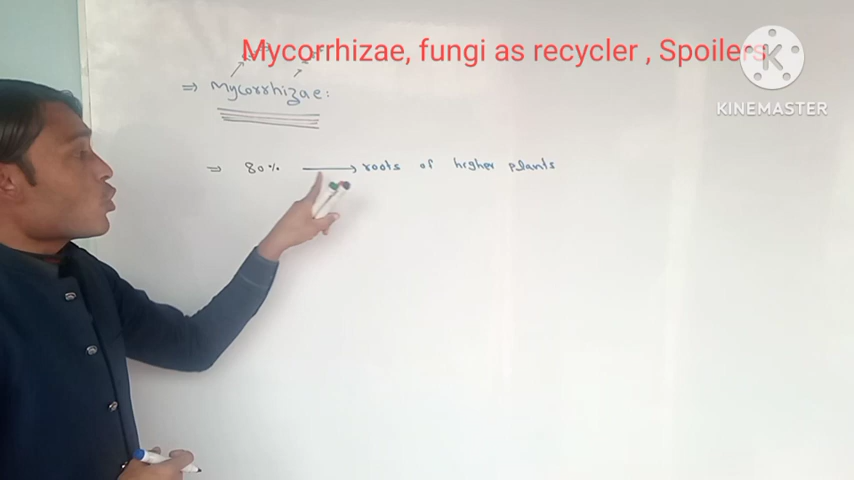 Mycorrhizae, fungi as recycler , Spoilers
KINEMASTER
⇒ Mycorrhizae:
⇒ 80% → roots of higher plants